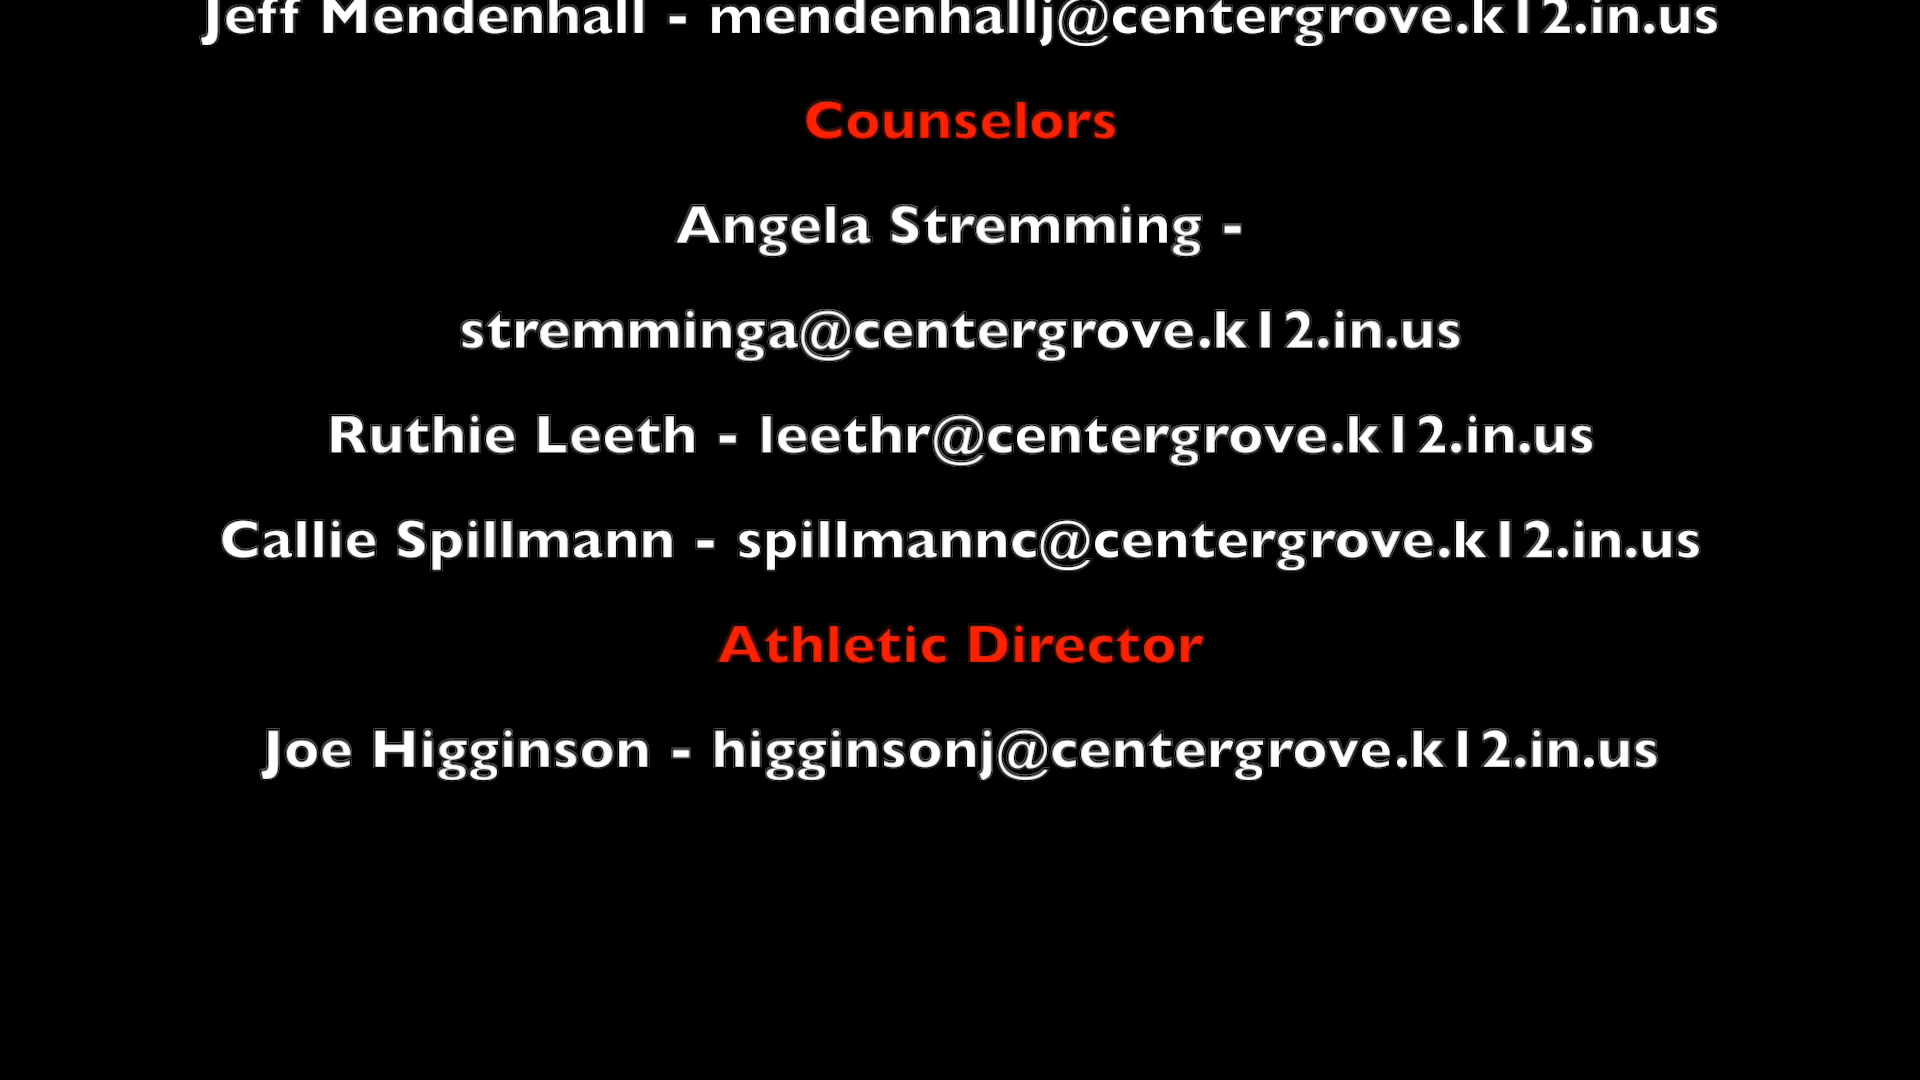 Jeff Mendenhall - mendenhallj@centergrove.k12.in.us
Counselors
Angela Stremming -
stremminga@centergrove.k12.in.us
Ruthie Leeth - leethr@centergrove.k12.in.us
Callie Spillmann - spillmannc@centergrove.k12.in.us
Athletic Director
Joe Higginson - higginsonj@centergrove.k12.in.us